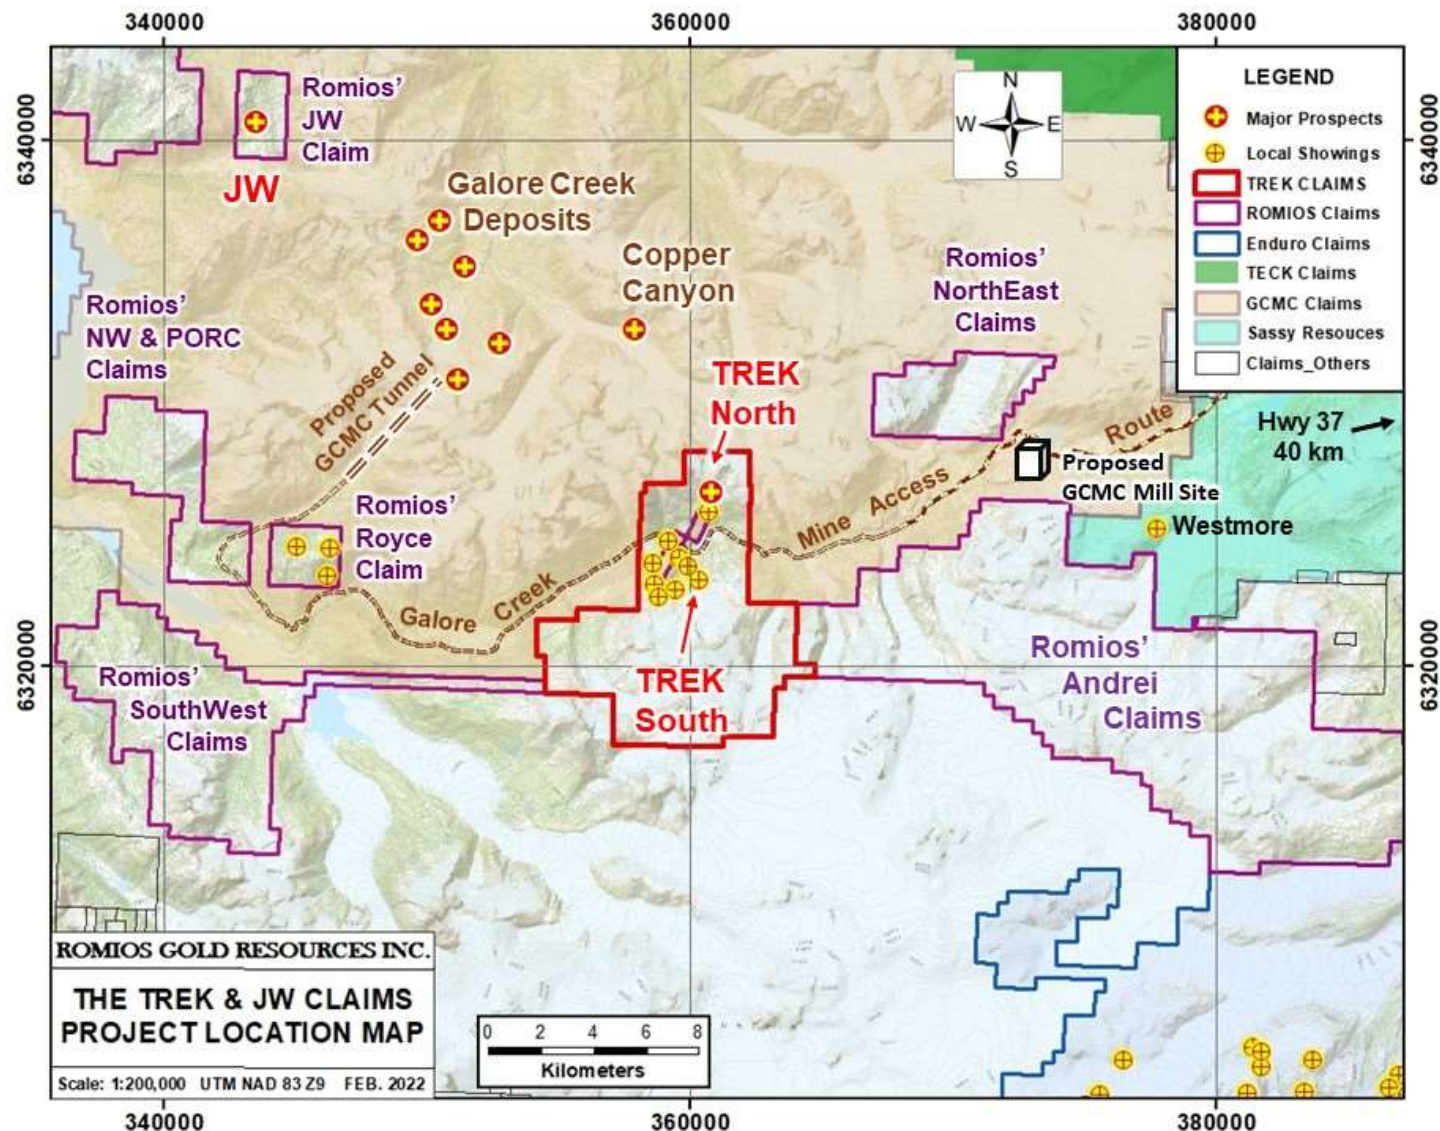 340000
360000
380000
6340000
6320000
6340000
6320000
Romios'
JW
Claim
JW
Galore Creek
Deposits
Copper
Canyon
Romios'
NorthEast
Claims
Romios'
NW & PORC
Claims
Proposed
GCMC Tunnel
TREK
North
Mine Access Route
Proposed
GCMC Mill Site
Hwy 37
40 km
Westmore
Romios'
Royce
Claim
Galore Creek
Romios'
SouthWest
Claims
TREK
South
Romios'
Andrei
Claims
N
W
E
S
LEGEND
Major Prospects
Local Showings
TREK CLAIMS
ROMIOS Claims
Enduro Claims
TECK Claims
GCMC Claims
Sassy Resouces
Claims_Others
ROMIOS GOLD RESOURCES INC.
THE TREK & JW CLAIMS
PROJECT LOCATION MAP
Scale: 1:200,000 UTM NAD 83 Z9 FEB. 2022
0 2 4 6 8
Kilometers
340000
360000
380000